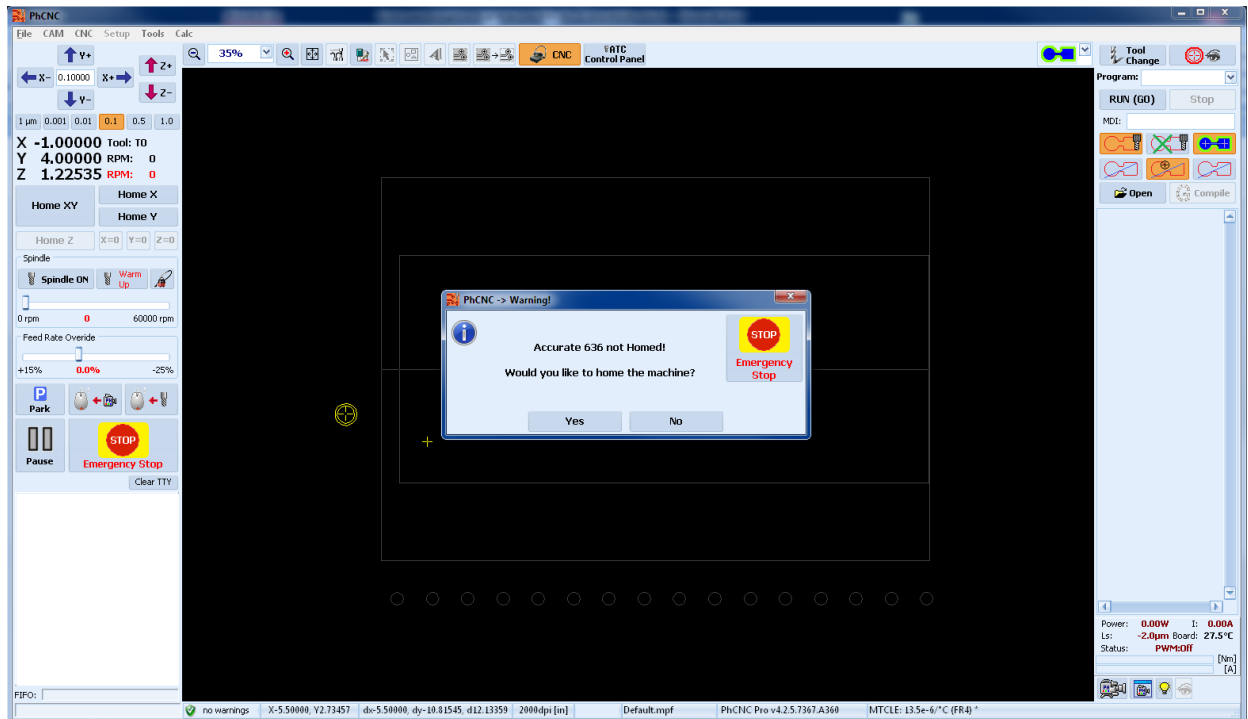 PhCNC
File CAM CNC Setup Tools Calc
Y+
X- 0.10000 X+
Y-
Z+
Z-
1 µm 0.001 0.01 0.1 0.5 1.0
X -1.00000 Tool: T0
Y 4.00000 RPM: 0
Z 1.22535 RPM: 0
Home XY
Home X
Home Y
Home Z X=0 Y=0 Z=0
Spindle
Spindle ON
Warm
Up
0 rpm 0 60000 rpm
Feed Rate Overide
+15% 0.0% -25%
P
Park
Pause
STOP
Emergency Stop
Clear TTY
FIFO:
35%
CNC
ATC
Control Panel
PhCNC -> Warning!
Accurate 636 not Homed!
Would you like to home the machine?
STOP
Emergency
Stop
Yes No
Tool
Change
Program:
RUN (GO) Stop
MDI:
Open Compile
Power: 0.00W I: 0.00A
Ls: -2.0µm Board: 27.5°C
Status: PWM:Off
[Nm]
[A]
no warnings X-5.50000, Y2.73457 dx-5.50000, dy-10.81545, d12.13359 2000dpi [in] Default.mpf PhCNC Pro v4.2.5.7367.A360 MTCLE: 13.5e-6/°C (FR4) *